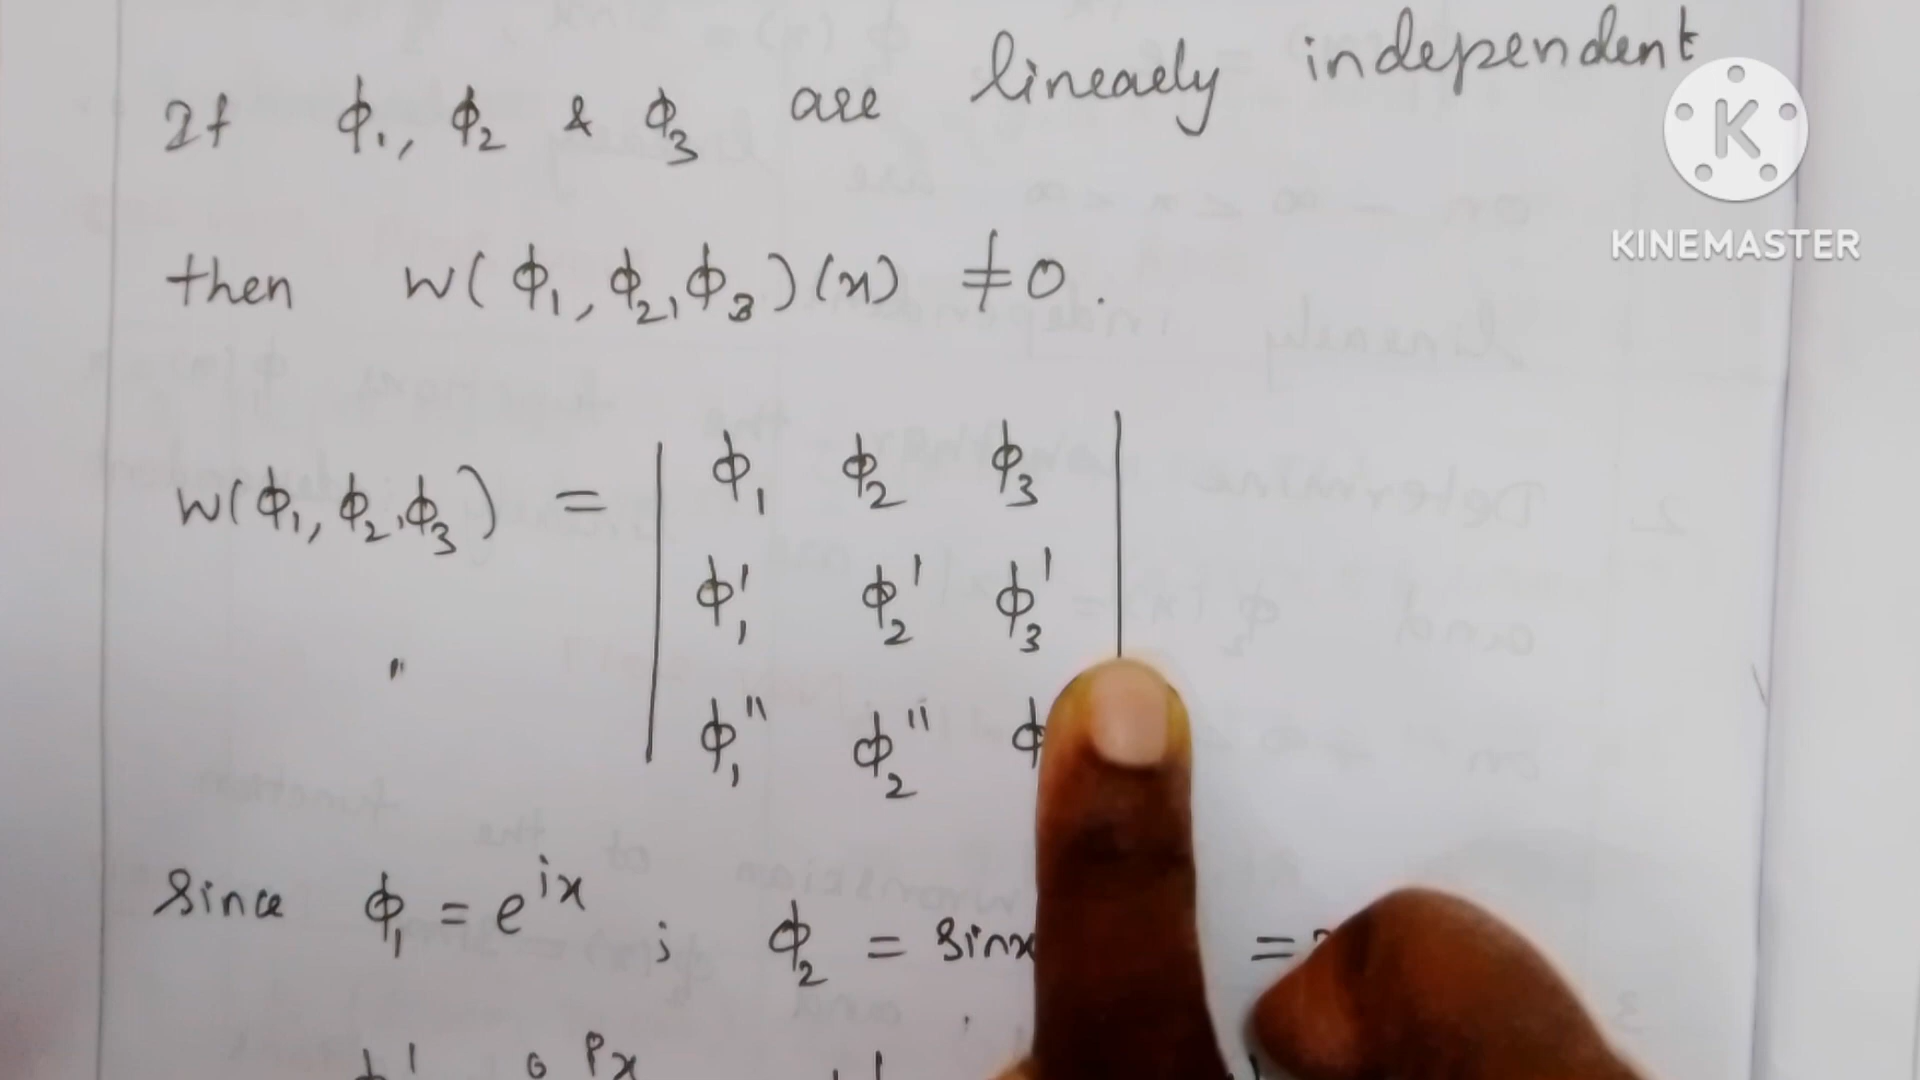 If ϕ₁, ϕ₂ & ϕ₃ are linearly independent
K
KINEMASTER
then W(ϕ₁, ϕ₂, ϕ₃)(x) ≠ 0.
W(ϕ₁, ϕ₂, ϕ₃) = | ϕ₁ ϕ₂ ϕ₃ |
ϕ₁' ϕ₂' ϕ₃'
ϕ₁'' ϕ₂'' ϕ
Since ϕ₁ = e^{ix} ; ϕ₂ = Sinx =